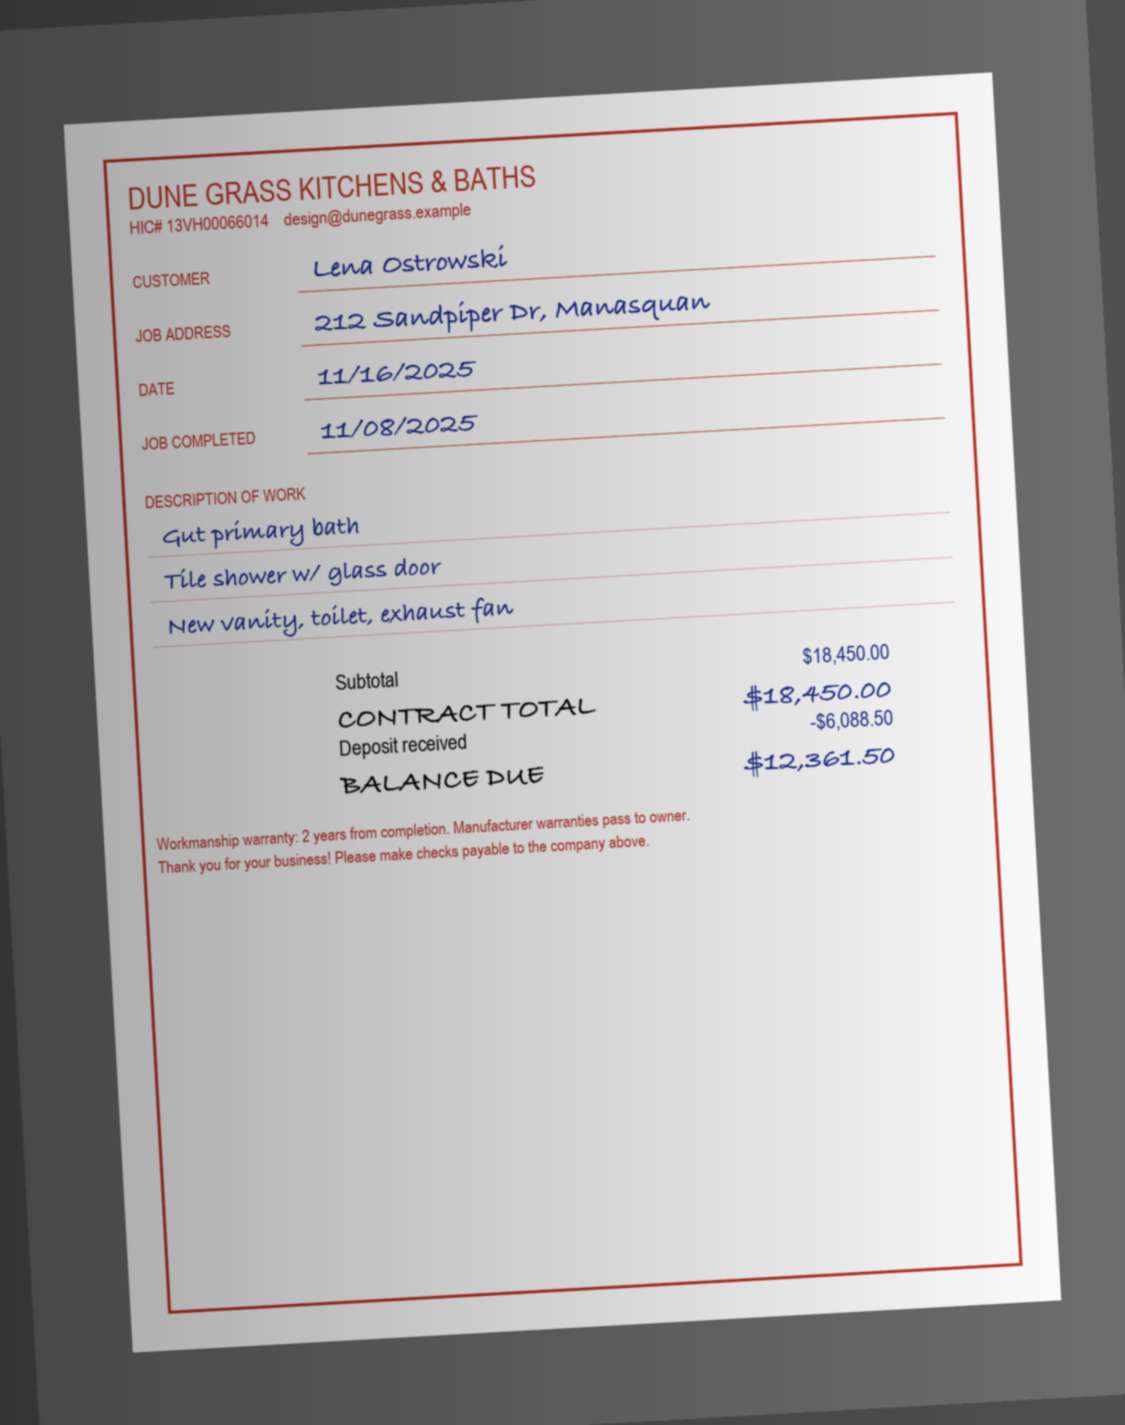 DUNE GRASS KITCHENS & BATHS
HIC# 13VH00066014 design@dunegrass.example
CUSTOMER Lena Ostrowski
JOB ADDRESS 212 Sandpiper Dr, Manasquan
DATE 11/16/2025
JOB COMPLETED 11/08/2025
DESCRIPTION OF WORK
Gut primary bath
Tile shower w/ glass door
New vanity, toilet, exhaust fan
Subtotal $18,450.00
CONTRACT TOTAL $18,450.00
Deposit received -$6,088.50
BALANCE DUE $12,361.50
Workmanship warranty: 2 years from completion. Manufacturer warranties pass to owner.
Thank you for your business! Please make checks payable to the company above.